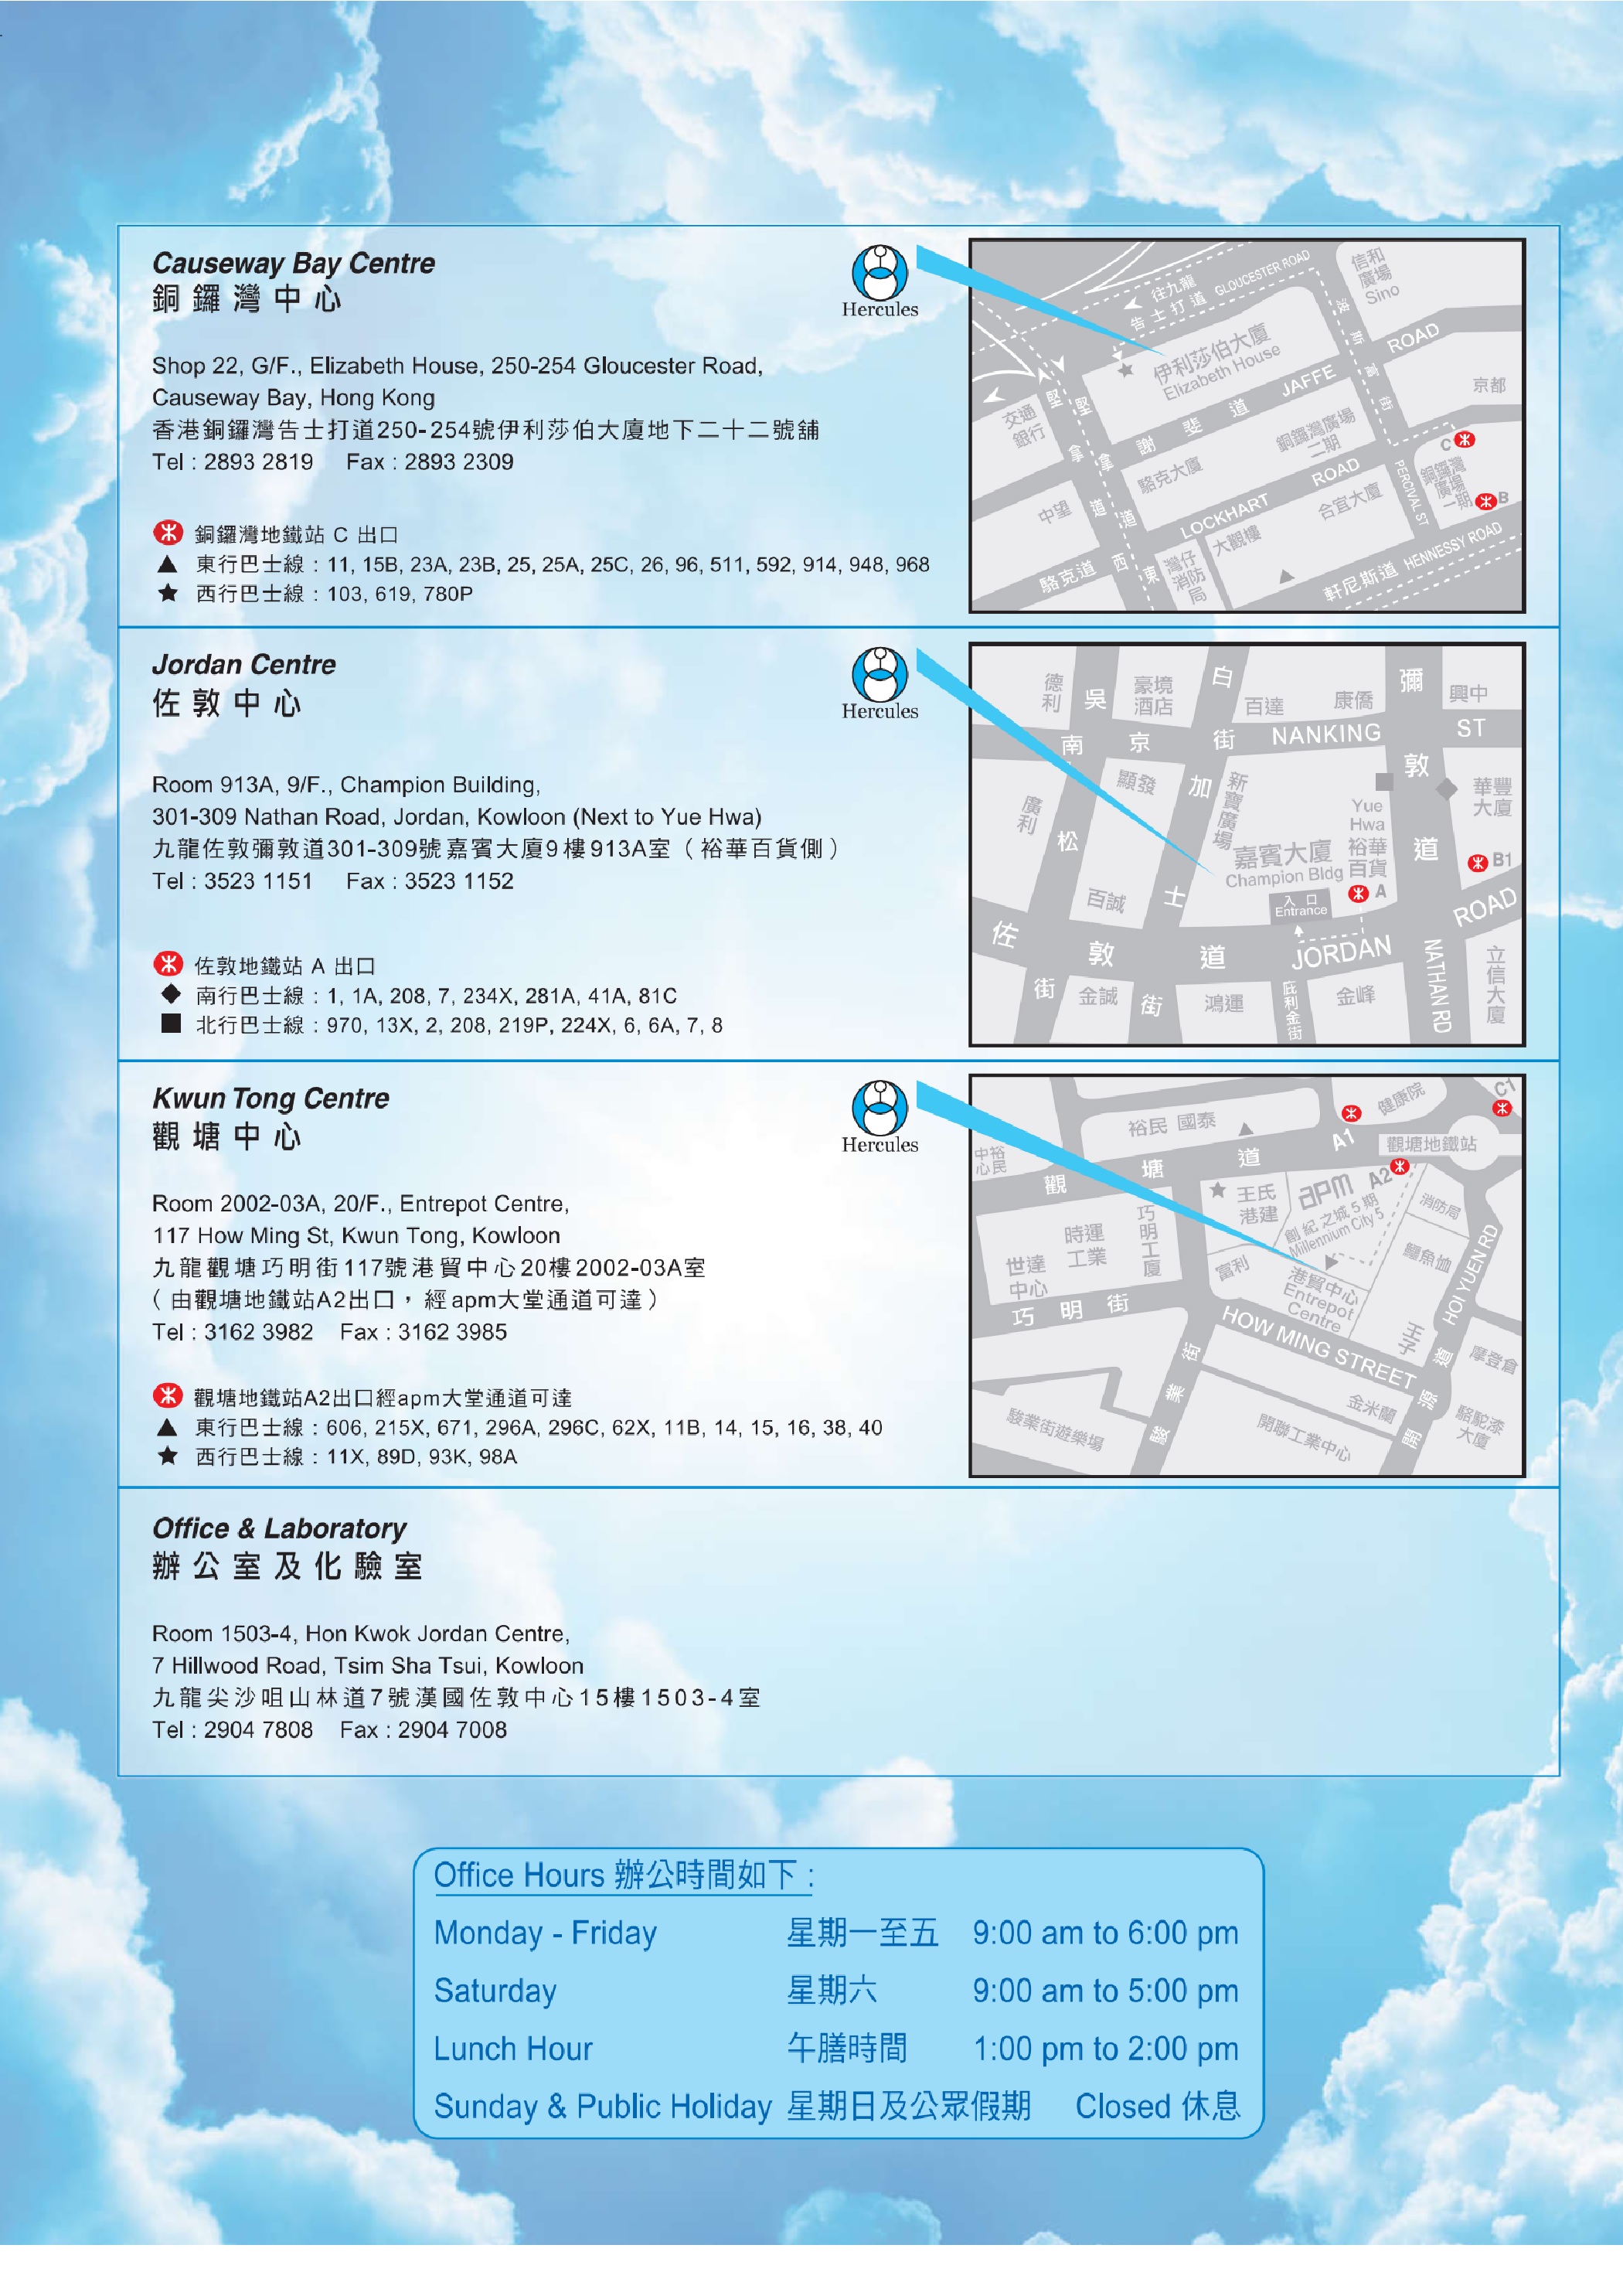 Causeway Bay Centre
銅鑼灣中心
Hercules
Shop 22, G/F., Elizabeth House, 250-254 Gloucester Road,
Causeway Bay, Hong Kong
香港銅鑼灣告士打道250-254號伊利莎伯大廈地下二十二號舖
Tel : 2893 2819 Fax : 2893 2309
銅鑼灣地鐵站 C 出口
▲ 東行巴士線 : 11, 15B, 23A, 23B, 25, 25A, 25C, 26, 96, 511, 592, 914, 948, 968
★ 西行巴士線 : 103, 619, 780P
往九龍
告士打道 GLOUCESTER ROAD
信和
廣場
Sino
伊利莎伯大廈
Elizabeth House
波斯富街
ROAD
JAFFE
謝斐道
京都
交通
銀行
堅拿道西
堅拿道東
銅鑼灣廣場
二期
駱克大廈
C
銅鑼灣
廣場
一期
B
PERCIVAL ST
中望
LOCKHART ROAD
合宜大廈
大觀樓
灣仔
消防
局
駱克道
軒尼斯道 HENNESSY ROAD
Jordan Centre
佐敦中心
Hercules
Room 913A, 9/F., Champion Building,
301-309 Nathan Road, Jordan, Kowloon (Next to Yue Hwa)
九龍佐敦彌敦道301-309號嘉賓大廈9樓913A室（裕華百貨側）
Tel : 3523 1151 Fax : 3523 1152
佐敦地鐵站 A 出口
◆ 南行巴士線 : 1, 1A, 208, 7, 234X, 281A, 41A, 81C
■ 北行巴士線 : 970, 13X, 2, 208, 219P, 224X, 6, 6A, 7, 8
德利
吳松街
豪境
酒店
白加士街
百達
康僑
彌敦道
興中
南京街 NANKING ST
顯發
新寶廣場
廣利
Yue
Hwa
裕華
百貨
華豐
大廈
嘉賓大廈
Champion Bldg
A
B1
百誠
入口
Entrance
佐敦道 JORDAN ROAD
NATHAN RD
金誠
鴻運
庇利金街
金峰
立信大廈
Kwun Tong Centre
觀塘中心
Hercules
Room 2002-03A, 20/F., Entrepot Centre,
117 How Ming St, Kwun Tong, Kowloon
九龍觀塘巧明街117號港貿中心20樓2002-03A室
（由觀塘地鐵站A2出口，經apm大堂通道可達）
Tel : 3162 3982 Fax : 3162 3985
觀塘地鐵站A2出口經apm大堂通道可達
▲ 東行巴士線 : 606, 215X, 671, 296A, 296C, 62X, 11B, 14, 15, 16, 38, 40
★ 西行巴士線 : 11X, 89D, 93K, 98A
裕民 國泰
健康院
C1
A1
觀塘地鐵站
裕民
中心
觀塘道
A2
apm
王氏
港建
創紀之城5期
Millennium City 5
消防局
巧明工廈
時運
工業
世達
中心
富利
鱷魚恤
港貿中心
Entrepot
Centre
HOI YUEN RD
巧明街
HOW MING STREET
王子
摩登倉
駿業街
開源道
金米蘭
駿業街遊樂場
開聯工業中心
駱駝漆
大廈
Office & Laboratory
辦公室及化驗室
Room 1503-4, Hon Kwok Jordan Centre,
7 Hillwood Road, Tsim Sha Tsui, Kowloon
九龍尖沙咀山林道7號漢國佐敦中心15樓1503-4室
Tel : 2904 7808 Fax : 2904 7008
Office Hours 辦公時間如下 :
Monday - Friday 星期一至五 9:00 am to 6:00 pm
Saturday 星期六 9:00 am to 5:00 pm
Lunch Hour 午膳時間 1:00 pm to 2:00 pm
Sunday & Public Holiday 星期日及公眾假期 Closed 休息